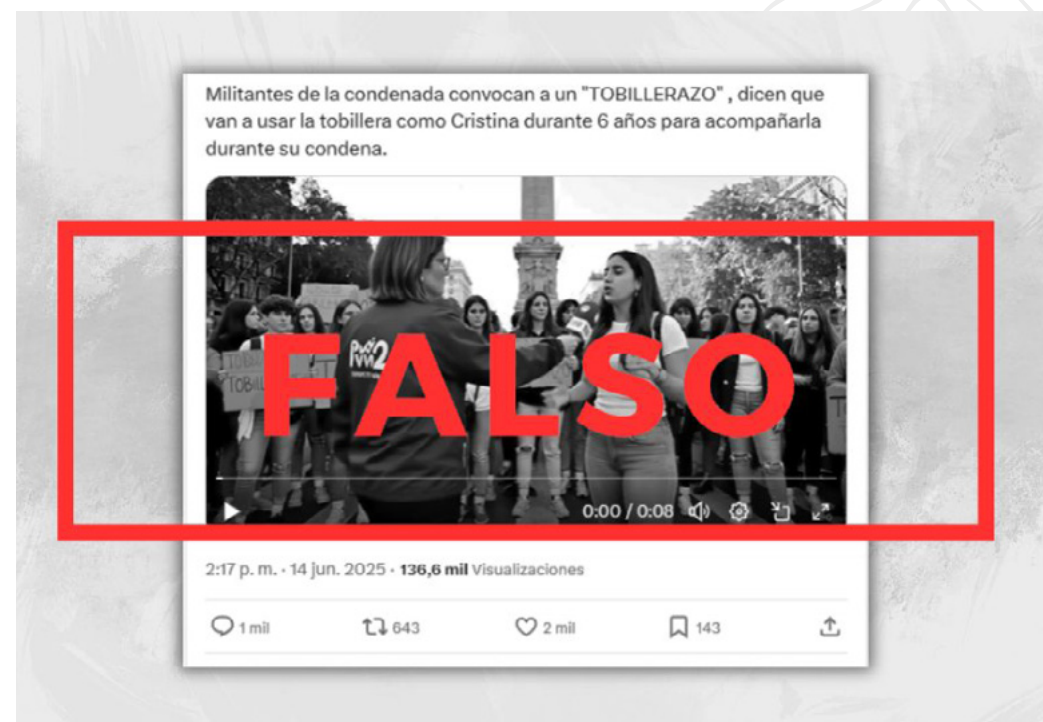 Militantes de la condenada convocan a un "TOBILLERAZO" , dicen que
van a usar la tobillera como Cristina durante 6 años para acompañarla
durante su condena.
FALSO
0:00 / 0:08
2:17 p. m. · 14 jun. 2025 · 136,6 mil Visualizaciones
1 mil 643 2 mil 143